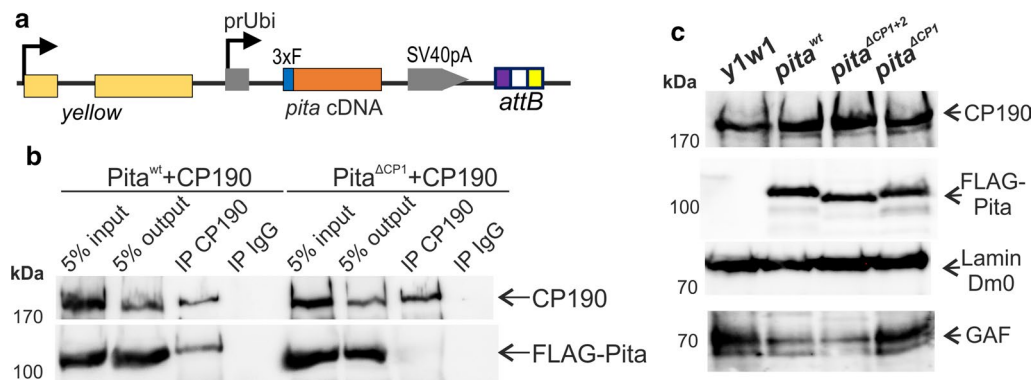 a
prUbi
3xF
SV40pA
yellow
pita cDNA
attB
b
Pita^wt+CP190
Pita^ΔCP1+CP190
5% input
5% output
IP CP190
IP IgG
5% input
5% output
IP CP190
IP IgG
kDa
170
CP190
100
FLAG-Pita
c
y1w1
pita^wt
pita^ΔCP1+2
pita^ΔCP1
kDa
170
CP190
100
FLAG-
Pita
70
Lamin
Dm0
70
GAF